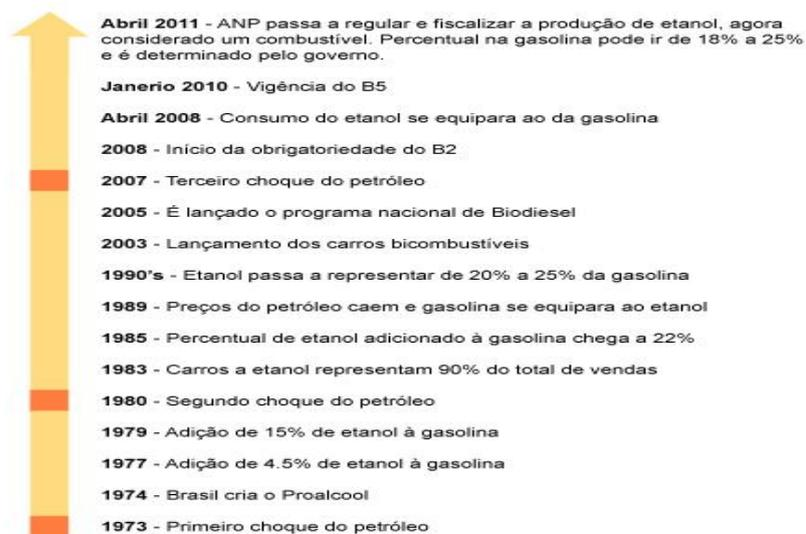 Abril 2011 - ANP passa a regular e fiscalizar a produção de etanol, agora
considerado um combustível. Percentual na gasolina pode ir de 18% a 25%
e é determinado pelo governo.
Janerio 2010 - Vigência do B5
Abril 2008 - Consumo do etanol se equipara ao da gasolina
2008 - Início da obrigatoriedade do B2
2007 - Terceiro choque do petróleo
2005 - É lançado o programa nacional de Biodiesel
2003 - Lançamento dos carros bicombustíveis
1990's - Etanol passa a representar de 20% a 25% da gasolina
1989 - Preços do petróleo caem e gasolina se equipara ao etanol
1985 - Percentual de etanol adicionado à gasolina chega a 22%
1983 - Carros a etanol representam 90% do total de vendas
1980 - Segundo choque do petróleo
1979 - Adição de 15% de etanol à gasolina
1977 - Adição de 4.5% de etanol à gasolina
1974 - Brasil cria o Proalcool
1973 - Primeiro choque do petróleo